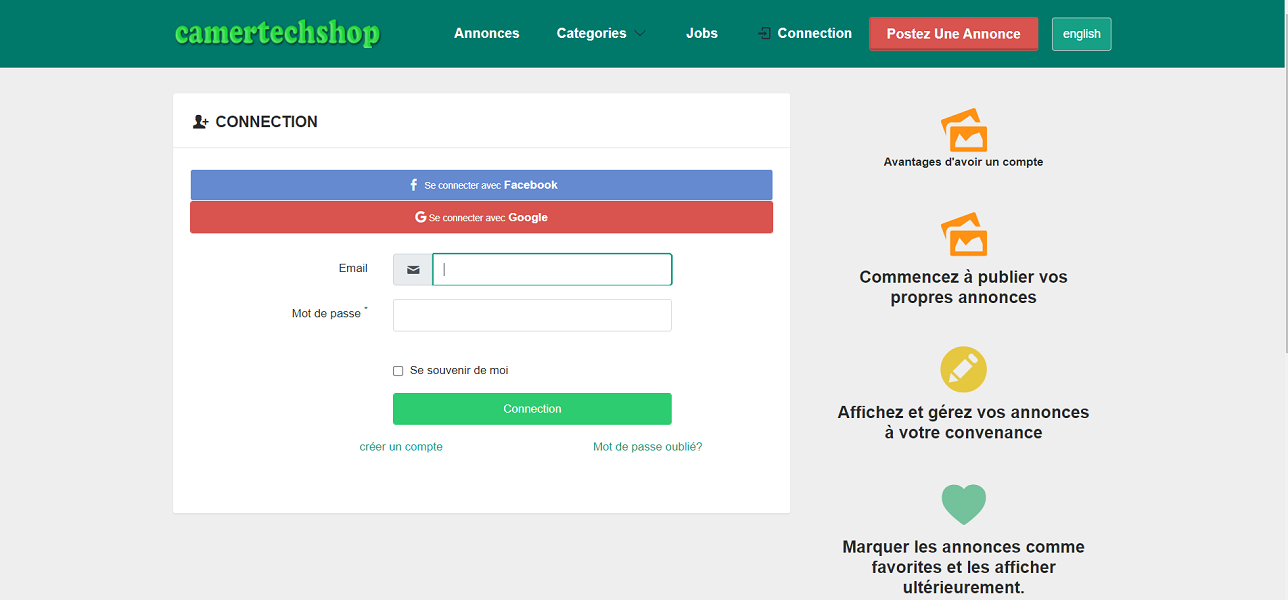 camertechshop
Annonces
Categories
Jobs
Connection
Postez Une Annonce
english
CONNECTION
Se connecter avec Facebook
G Se connecter avec Google
Email
Mot de passe *
Se souvenir de moi
Connection
créer un compte
Mot de passe oublié?
Avantages d'avoir un compte
Commencez à publier vos
propres annonces
Affichez et gérez vos annonces
à votre convenance
Marquer les annonces comme
favorites et les afficher
ultérieurement.